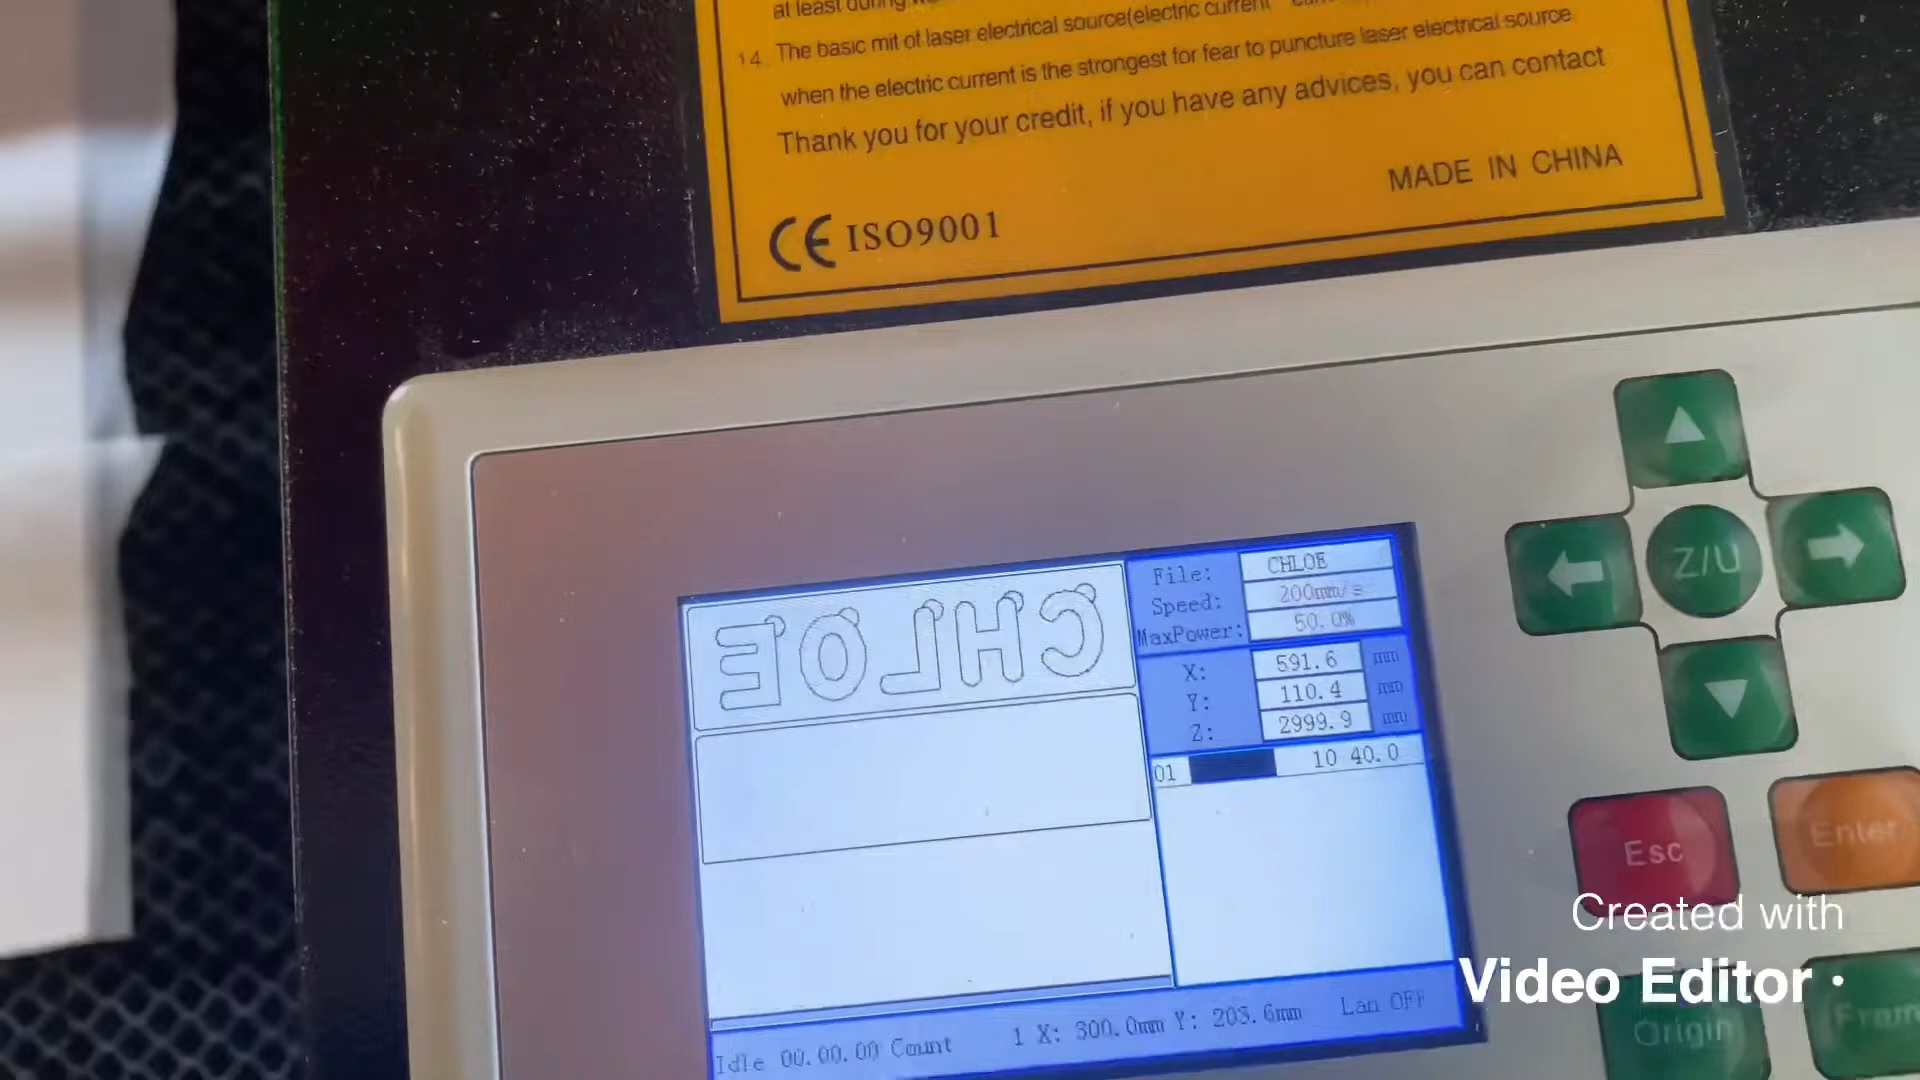 at least during
14. The basic mit of laser electrical source(electric current
when the electric current is the strongest for fear to puncture laser electrical source
Thank you for your credit, if you have any advices, you can contact
MADE IN CHINA
CE ISO9001
CHLOE
File: CHLOE
Speed: 200mm/s
MaxPower: 50.0%
X: 591.6 mm
Y: 110.4 mm
Z: 2999.9 mm
01 10 40.0
Idle 00.00.00 Count 1 X: 300.0mm Y: 203.6mm Lan OFF
Z/U
Esc
Enter
Origin
Fram
Created with
Video Editor